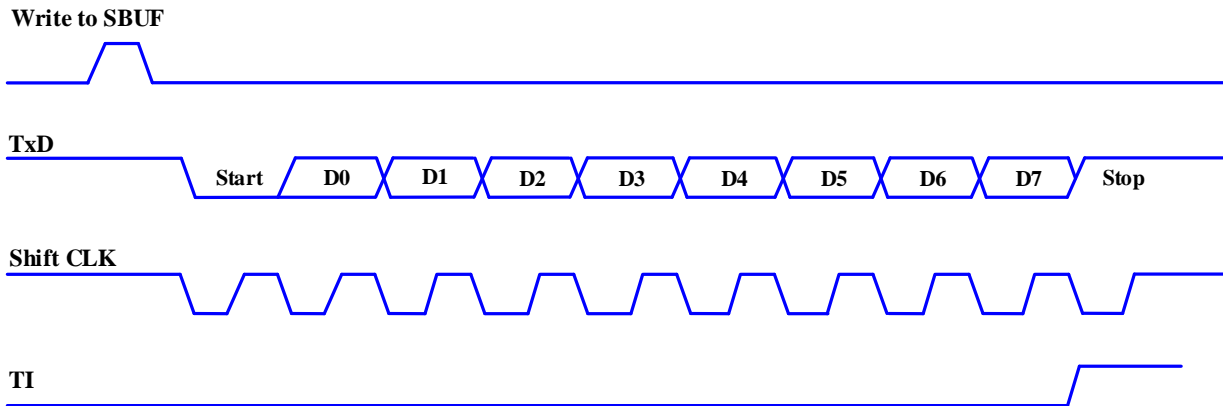 Write to SBUF
TxD
Start D0 D1 D2 D3 D4 D5 D6 D7 Stop
Shift CLK
TI